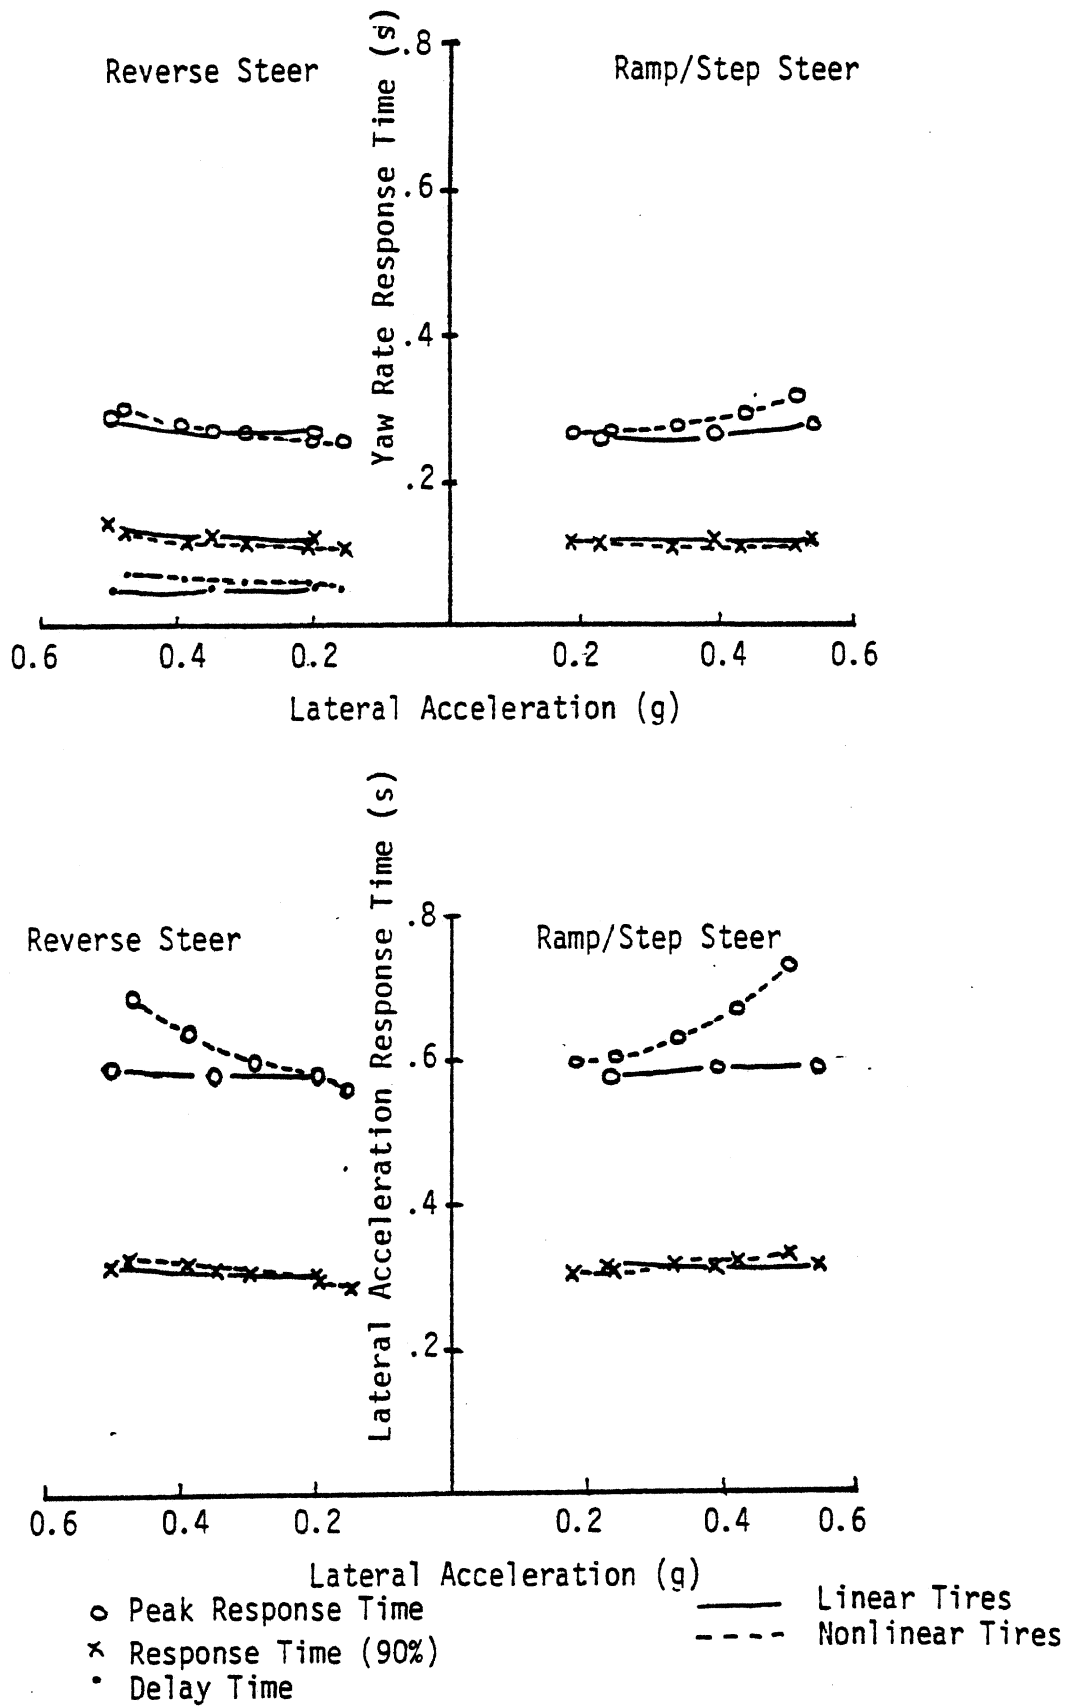 Reverse Steer
Ramp/Step Steer
Yaw Rate Response Time (s)
.8
.6
.4
.2
0.6 0.4 0.2 0.2 0.4 0.6
Lateral Acceleration (g)
Reverse Steer
Ramp/Step Steer
Lateral Acceleration Response Time (s)
.8
.6
.4
.2
0.6 0.4 0.2 0.2 0.4 0.6
Lateral Acceleration (g)
o Peak Response Time
x Response Time (90%)
· Delay Time
Linear Tires
Nonlinear Tires